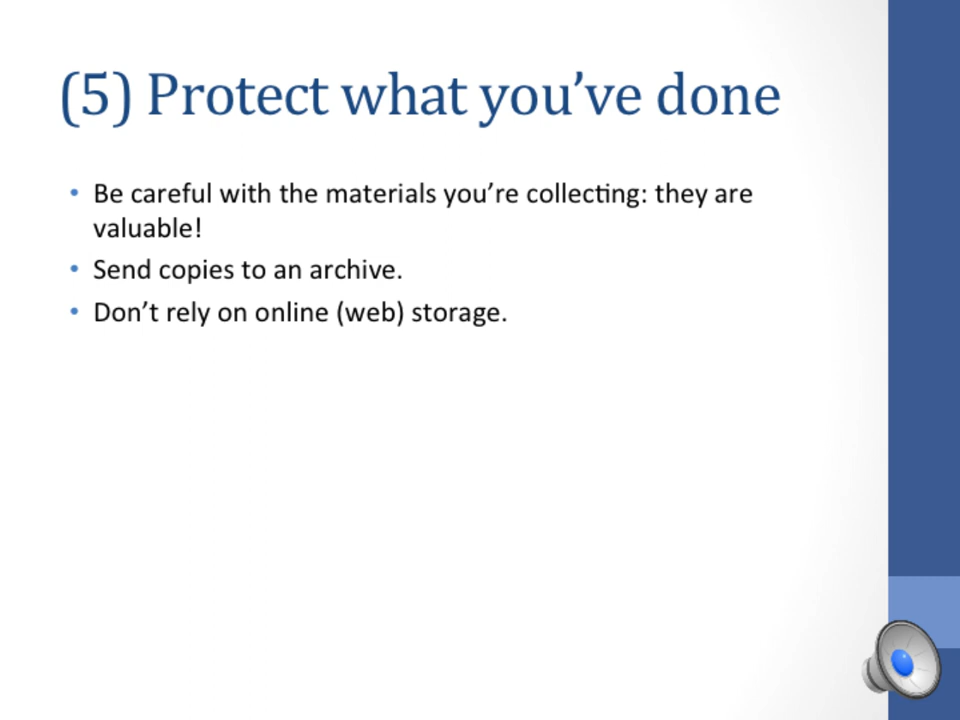 (5) Protect what you’ve done
• Be careful with the materials you’re collecting: they are
valuable!
• Send copies to an archive.
• Don’t rely on online (web) storage.